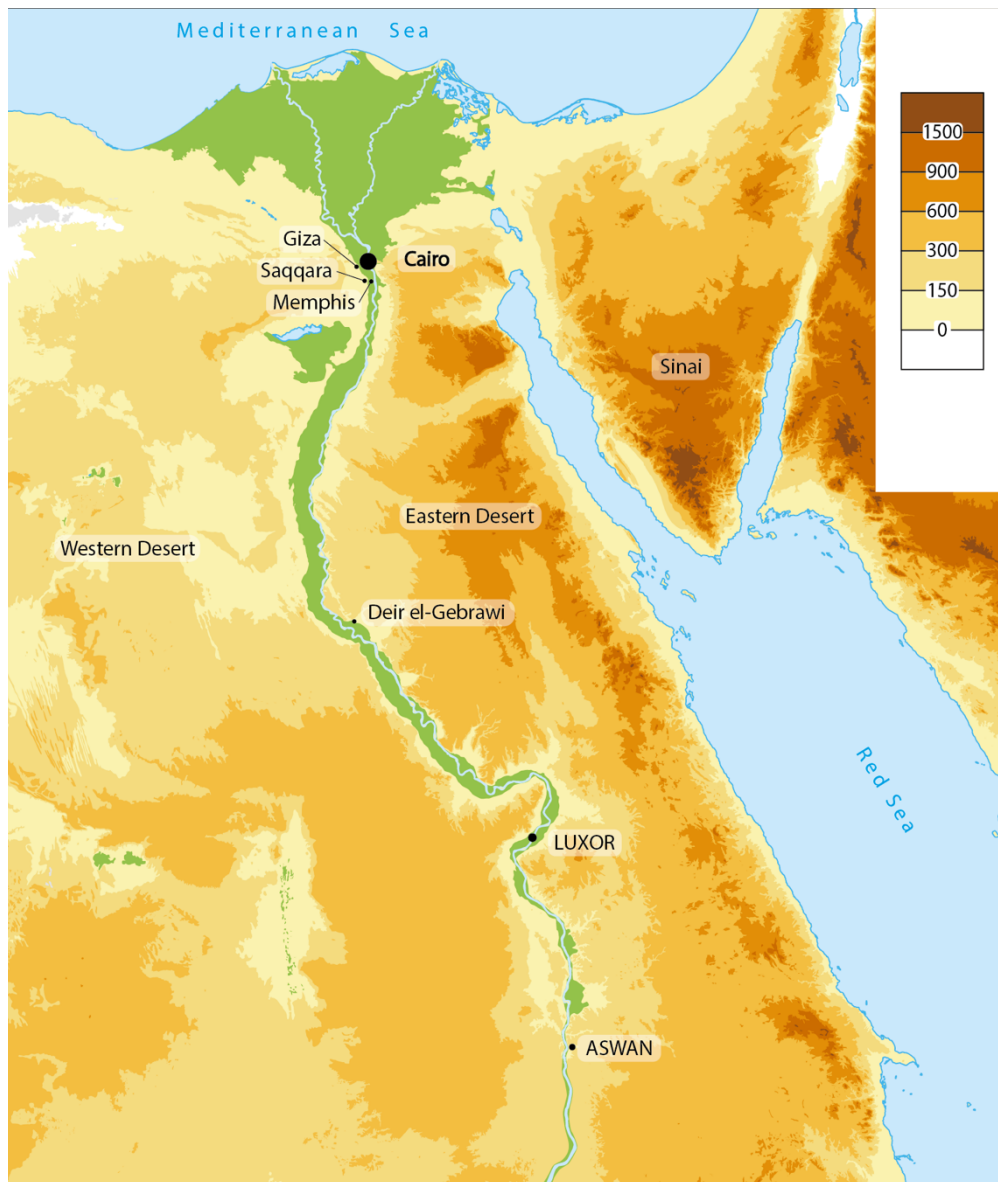 Mediterranean Sea
1500
900
600
300
150
0
Giza
Cairo
Saqqara
Memphis
Sinai
Eastern Desert
Western Desert
Deir el-Gebrawi
Red Sea
LUXOR
ASWAN